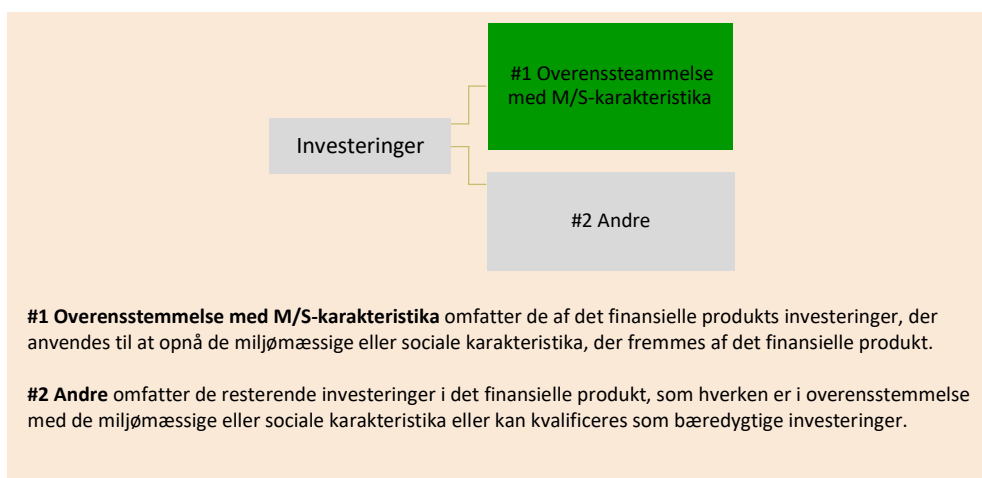 #1 Overenssteammelse
med M/S-karakteristika
Investeringer
#2 Andre
#1 Overensstemmelse med M/S-karakteristika omfatter de af det finansielle produkts investeringer, der
anvendes til at opnå de miljømæssige eller sociale karakteristika, der fremmes af det finansielle produkt.
#2 Andre omfatter de resterende investeringer i det finansielle produkt, som hverken er i overensstemmelse
med de miljømæssige eller sociale karakteristika eller kan kvalificeres som bæredygtige investeringer.